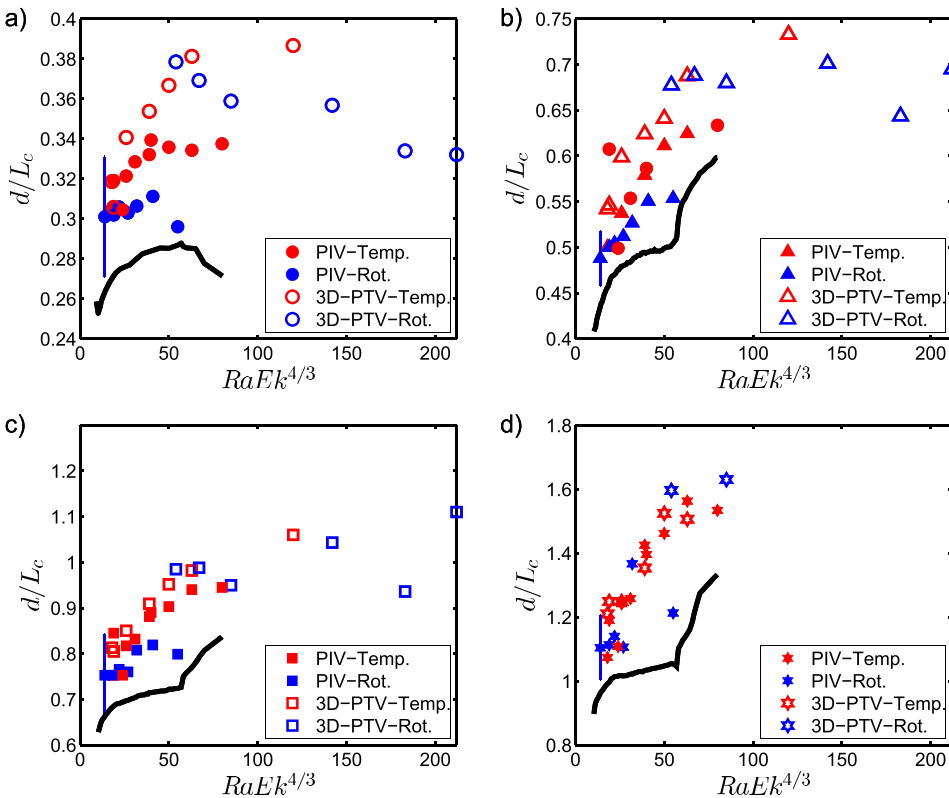 a)
0.4
0.38
0.36
0.34
0.32
0.3
0.28
0.26
0.24
d/L_c
0 50 100 150 200
RaEk^{4/3}
PIV−Temp.
PIV−Rot.
3D−PTV−Temp.
3D−PTV−Rot.
b)
0.75
0.7
0.65
0.6
0.55
0.5
0.45
0.4
d/L_c
0 50 100 150 200
RaEk^{4/3}
PIV−Temp.
PIV−Rot.
3D−PTV−Temp.
3D−PTV−Rot.
c)
1.2
1.1
1
0.9
0.8
0.7
0.6
d/L_c
0 50 100 150 200
RaEk^{4/3}
PIV−Temp.
PIV−Rot.
3D−PTV−Temp.
3D−PTV−Rot.
d)
1.8
1.6
1.4
1.2
1
0.8
d/L_c
0 50 100 150 200
RaEk^{4/3}
PIV−Temp.
PIV−Rot.
3D−PTV−Temp.
3D−PTV−Rot.